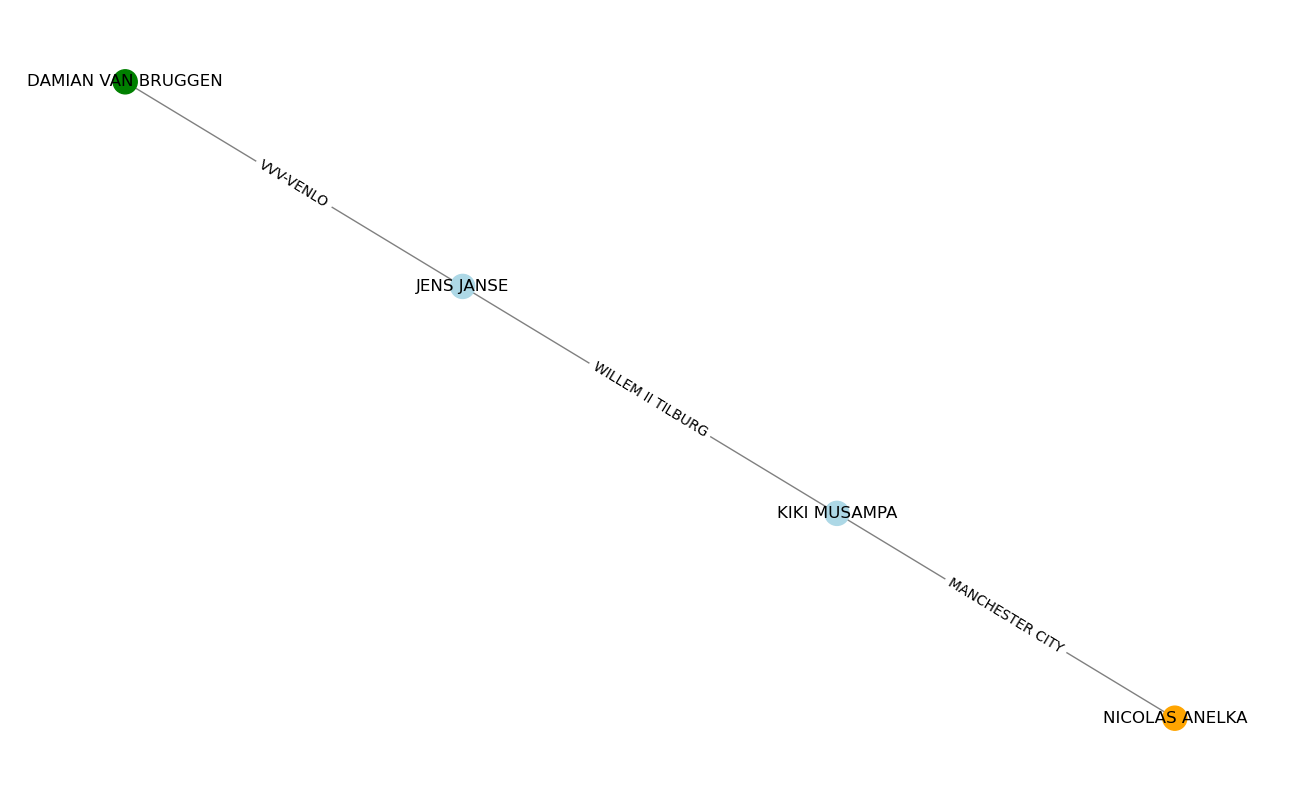 DAMIAN VAN BRUGGEN
VVV-VENLO
JENS JANSE
WILLEM II TILBURG
KIKI MUSAMPA
MANCHESTER CITY
NICOLAS ANELKA